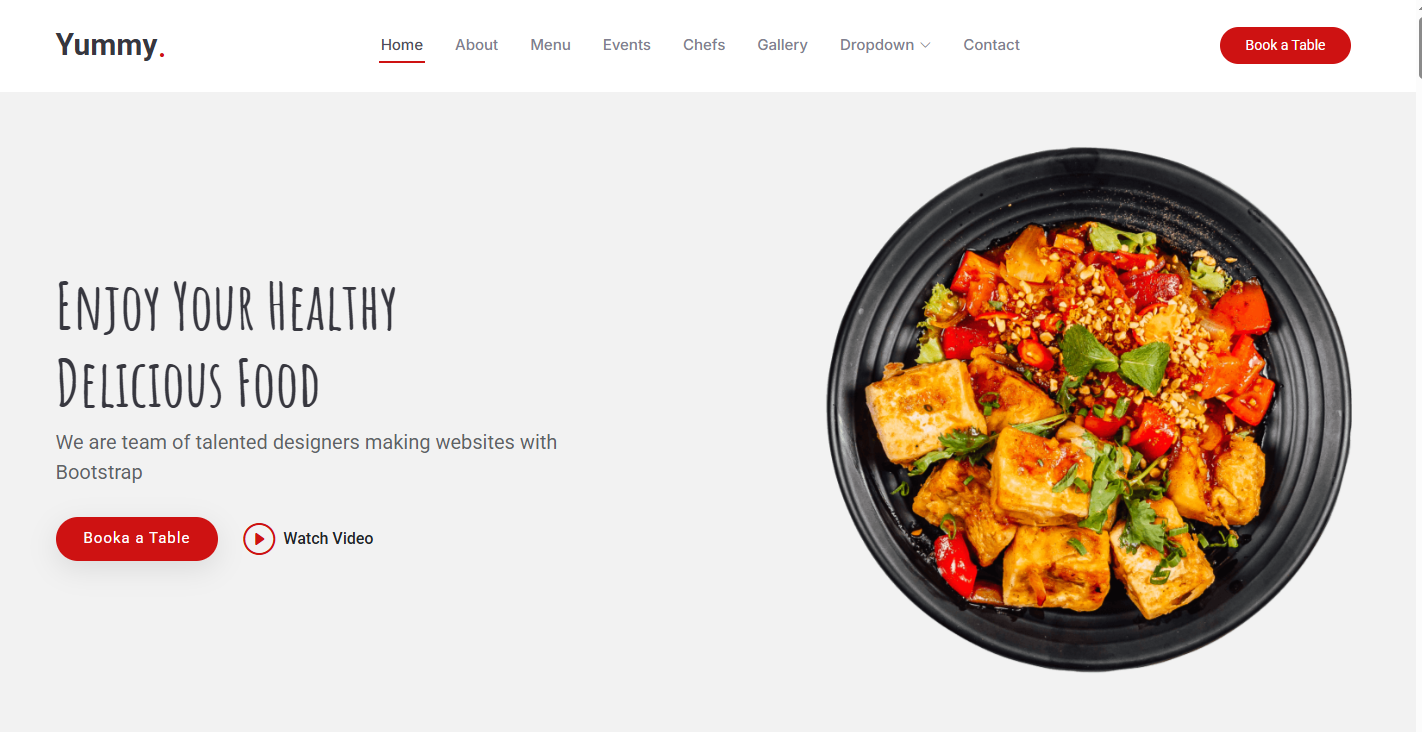 Yummy.
Home About Menu Events Chefs Gallery Dropdown Contact
Book a Table
Enjoy Your Healthy
Delicious Food
We are team of talented designers making websites with
Bootstrap
Booka a Table
Watch Video